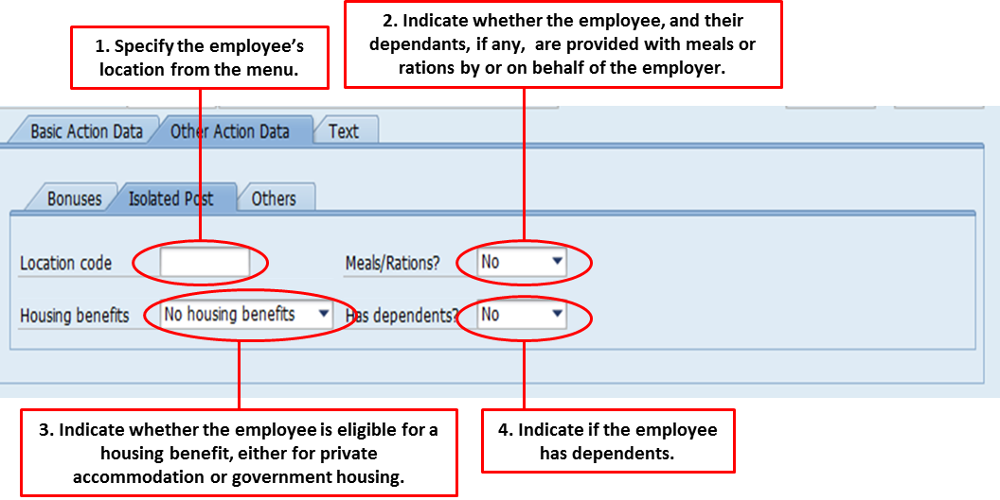 1. Specify the employee's
location from the menu.
2. Indicate whether the employee, and their
dependants, if any,  are provided with meals or
rations by or on behalf of the employer.
Basic Action Data
Other Action Data
Text
Bonuses
Isolated Post
Others
Location code
Meals/Rations?
No
Housing benefits
No housing benefits
Has dependents?
No
3. Indicate whether the employee is eligible for a
housing benefit, either for private
accommodation or government housing.
4. Indicate if the employee
has dependents.